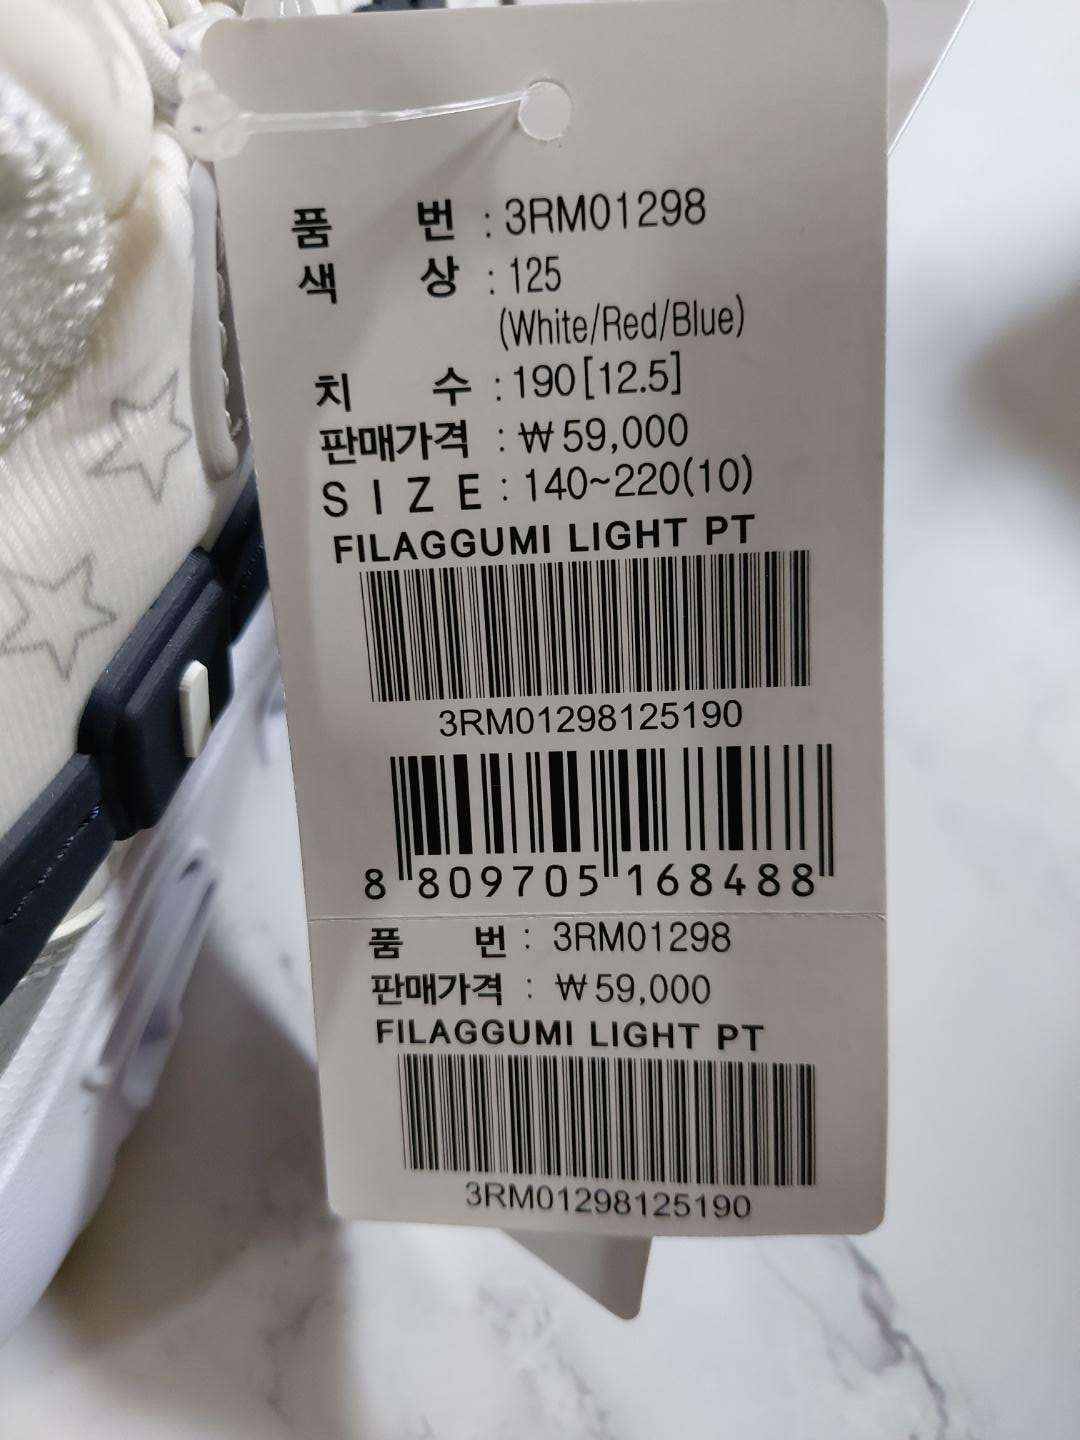 품 번 : 3RM01298
색 상 : 125
(White/Red/Blue)
치 수 : 190[12.5]
판매가격 : ₩59,000
SIZE : 140~220(10)
FILAGGUMI LIGHT PT
3RM01298125190
8 809705 168488
품 번 : 3RM01298
판매가격 : ₩59,000
FILAGGUMI LIGHT PT
3RM01298125190